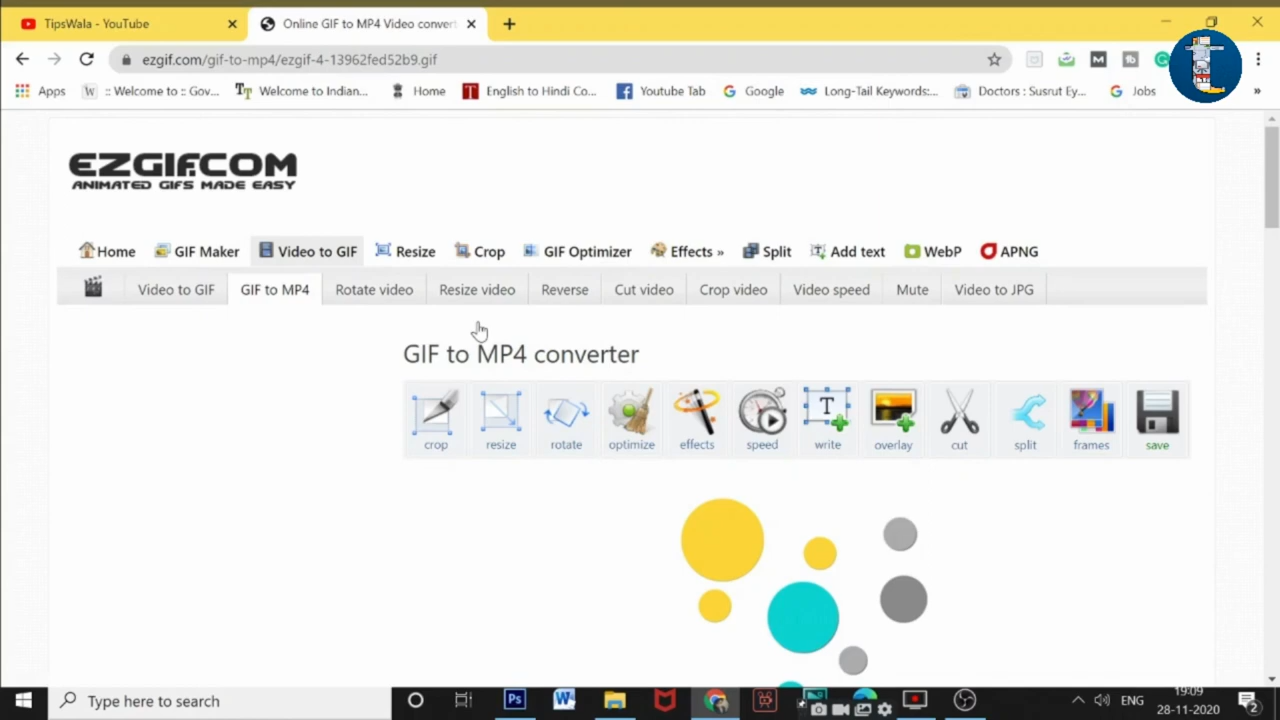 TipsWala - YouTube
Online GIF to MP4 Video convert
ezgif.com/gif-to-mp4/ezgif-4-13962fed52b9.gif
Apps
:: Welcome to :: Gov...
Welcome to Indian...
Home
English to Hindi Co...
Youtube Tab
Google
Long-Tail Keywords:...
Doctors : Susrut Ey...
Jobs
»
EZGIF.COM
ANIMATED GIFS MADE EASY
Home
GIF Maker
Video to GIF
Resize
Crop
GIF Optimizer
Effects »
Split
Add text
WebP
APNG
Video to GIF
GIF to MP4
Rotate video
Resize video
Reverse
Cut video
Crop video
Video speed
Mute
Video to JPG
GIF to MP4 converter
T
crop
resize
rotate
optimize
effects
speed
write
overlay
cut
split
frames
save
Type here to search
Ps
W
ENG
19:09
28-11-2020
2